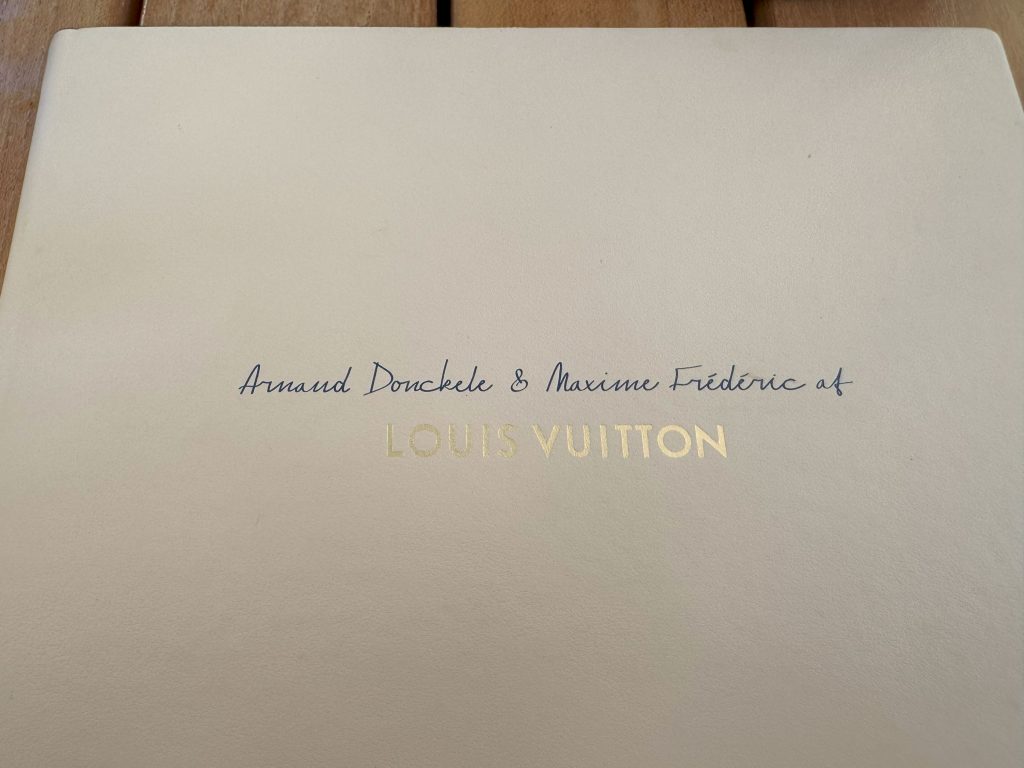 Arnaud Donckele & Maxime Frédéric at
LOUIS VUITTON